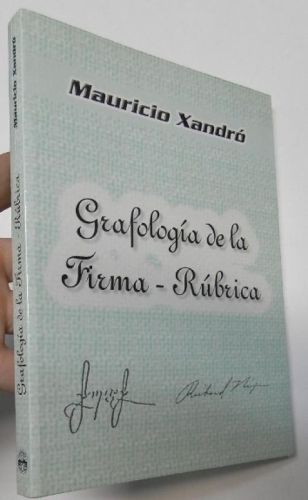 Mauricio Xandró
Grafología de la
Firma - Rúbrica
Grafología de la Firma - Rúbrica
Mauricio Xandró